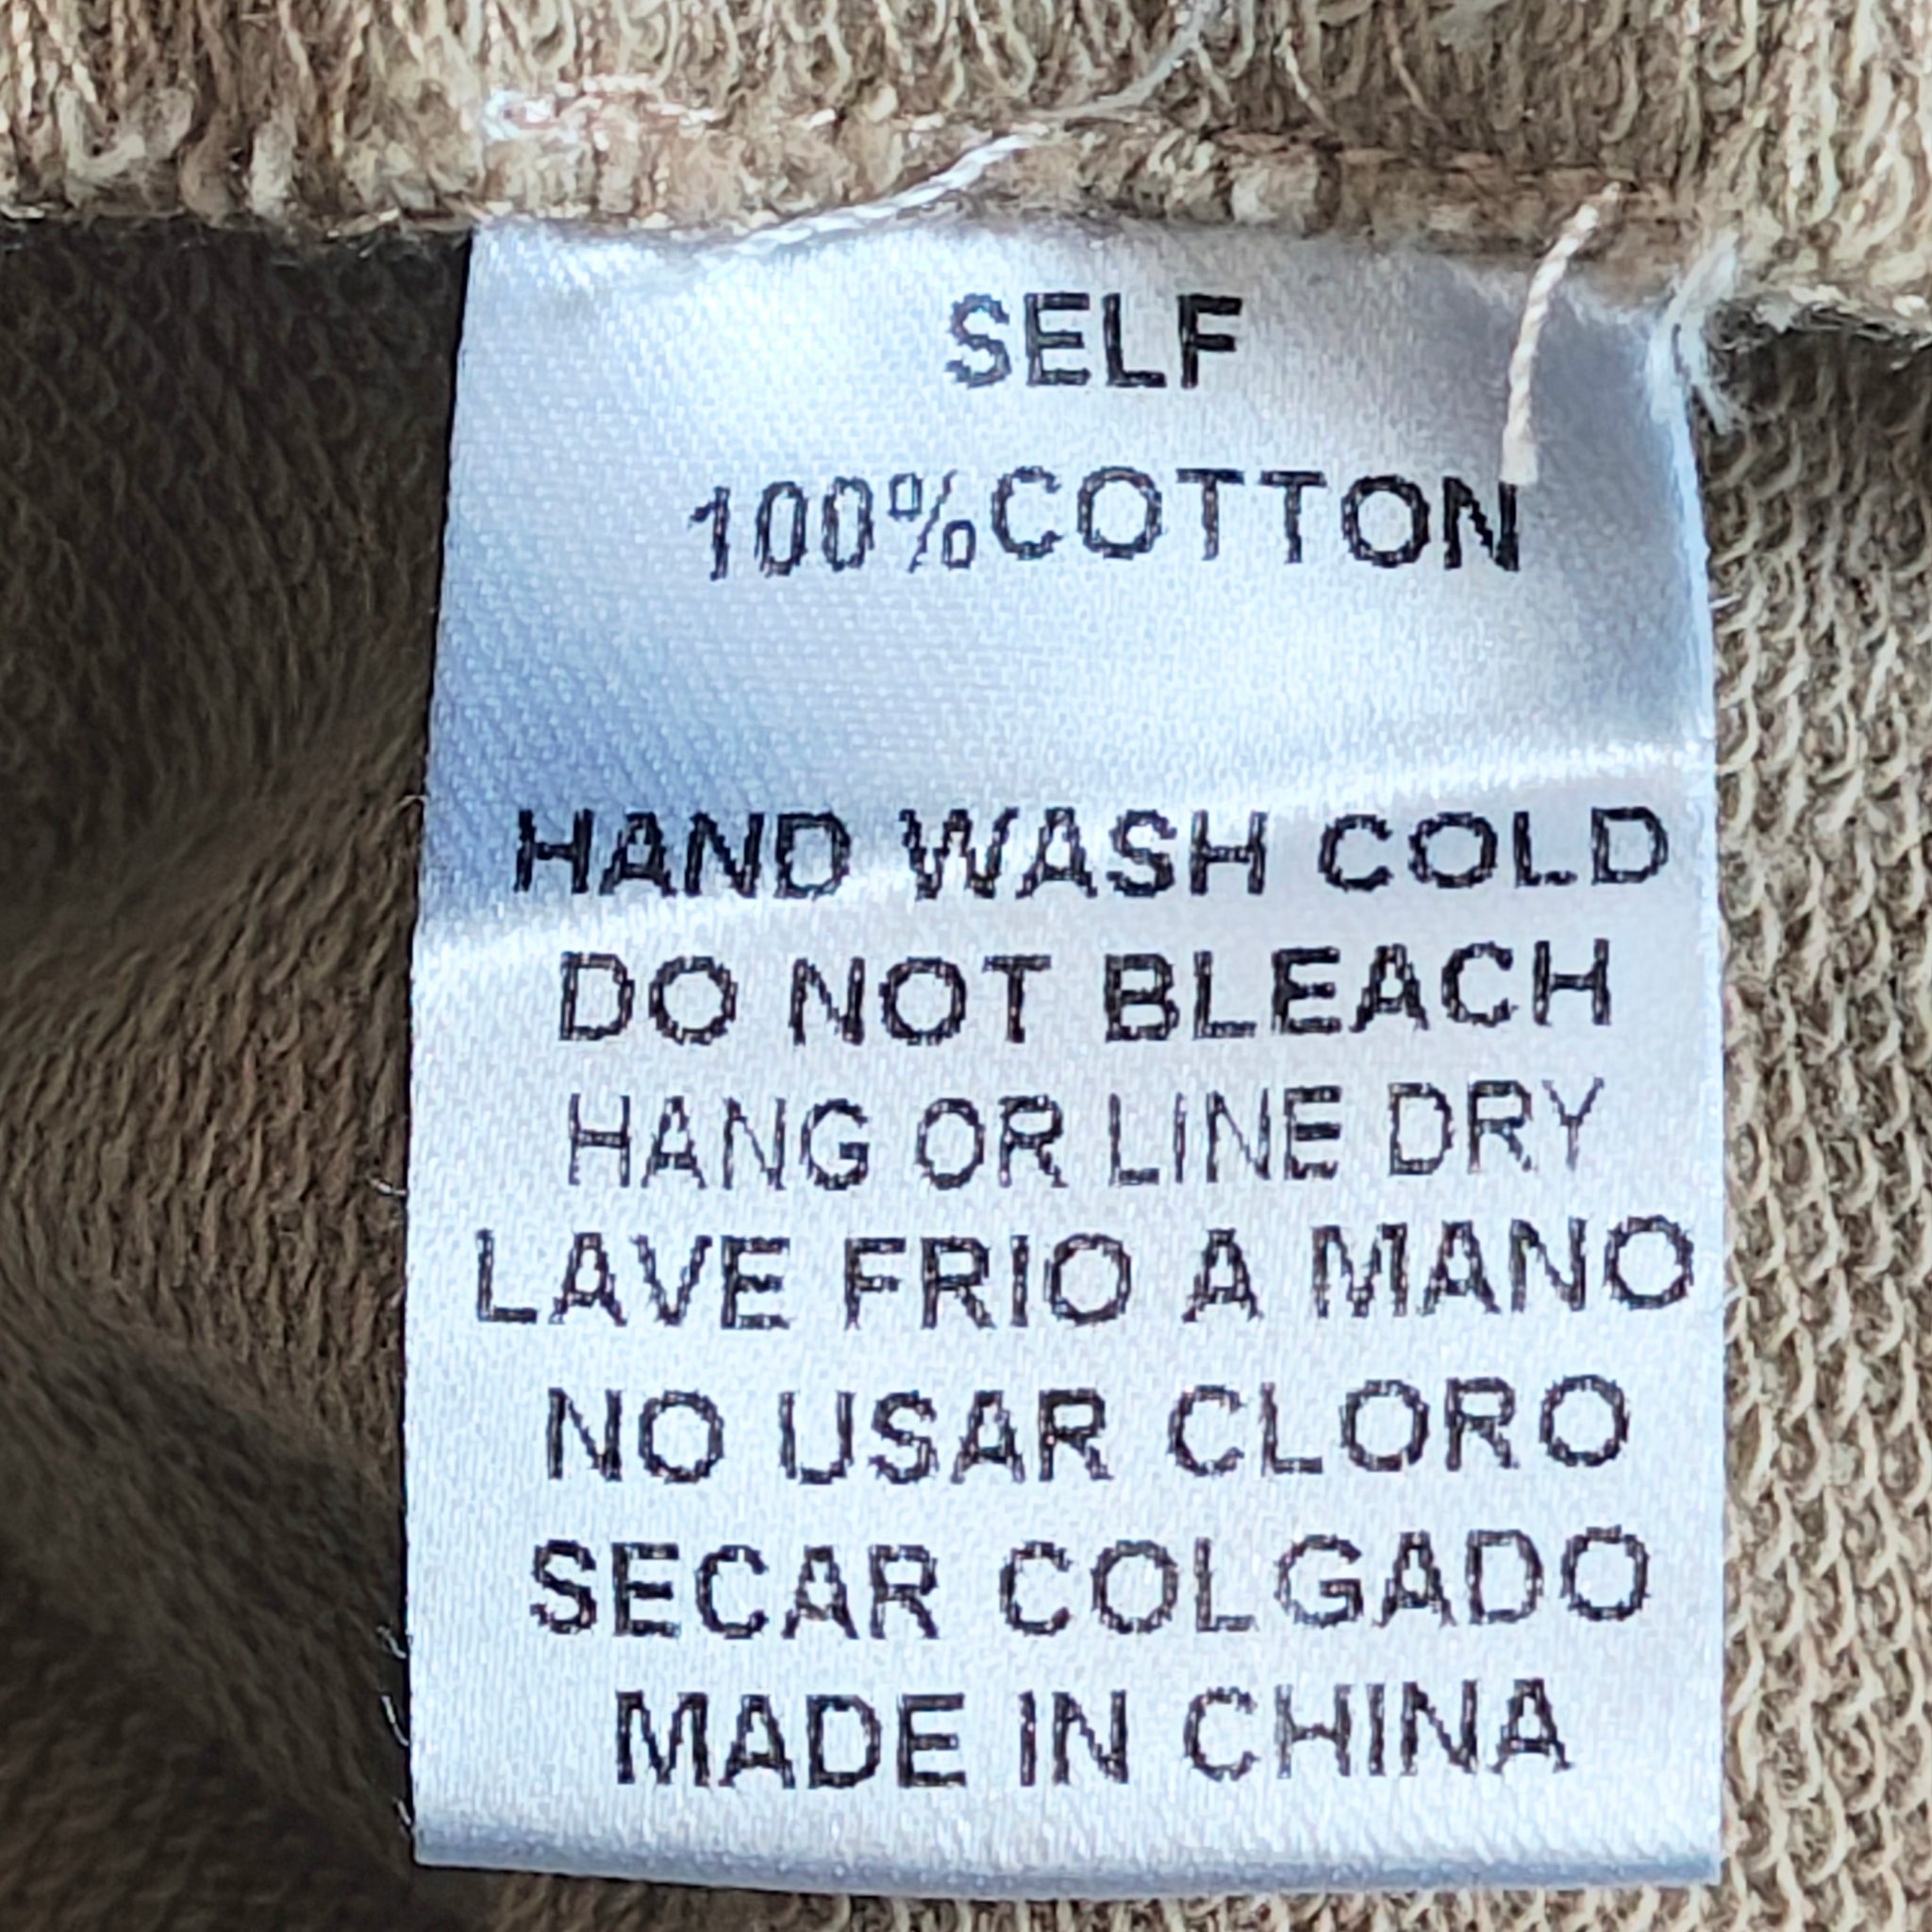 SELF
100%COTTON
HAND WASH COLD
DO NOT BLEACH
HANG OR LINE DRY
LAVE FRIO A MANO
NO USAR CLORO
SECAR COLGADO
MADE IN CHINA